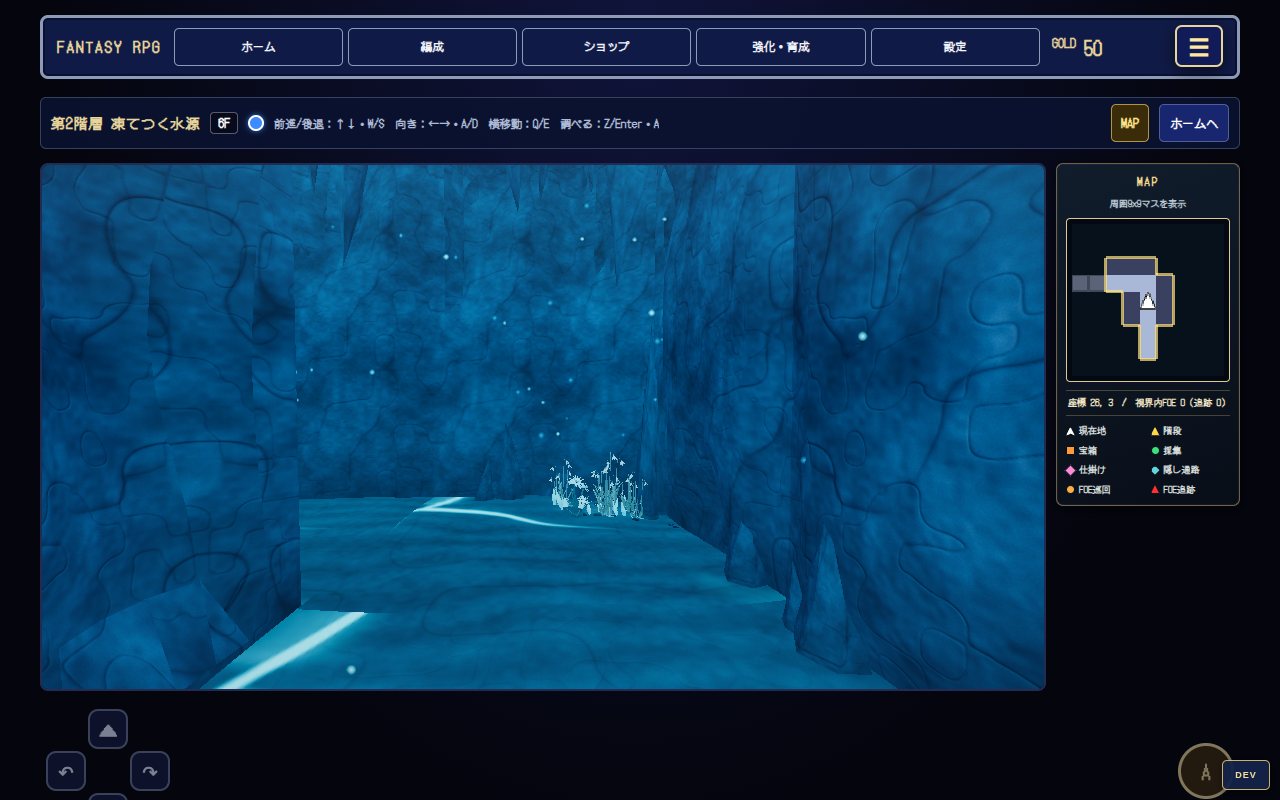 FANTASY RPG
ホーム
編成
ショップ
強化・育成
設定
GOLD 50
第2階層 凍てつく水源
6F
前進/後退:↑↓・W/S 向き:←→・A/D 横移動:Q/E 調べる:Z/Enter・A
MAP
ホームへ
MAP
周囲9x9マスを表示
座標 26, 3 / 視界内FOE 0 (追跡 0)
現在地
階段
宝箱
採集
仕掛け
隠し通路
FOE巡回
FOE追跡
A
DEV